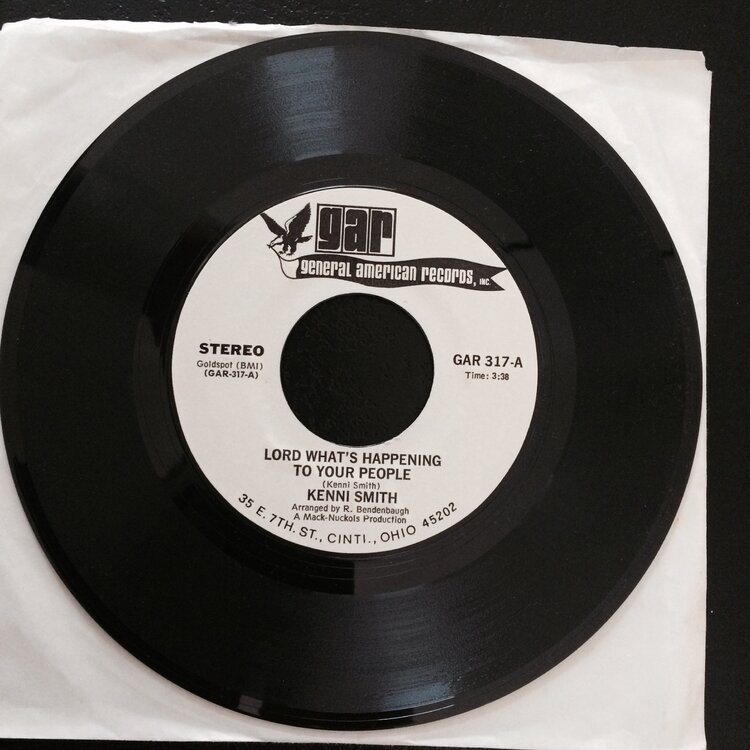 gar
general american records, INC.
STEREO
Goldspot (BMI)
(GAR-317-A)
GAR 317-A
Time: 3:38
LORD WHAT'S HAPPENING
TO YOUR PEOPLE
(Kenni Smith)
KENNI SMITH
Arranged by R. Bendenbaugh
A Mack-Nuckols Production
35 E. 7TH. ST., CINTI., OHIO 45202